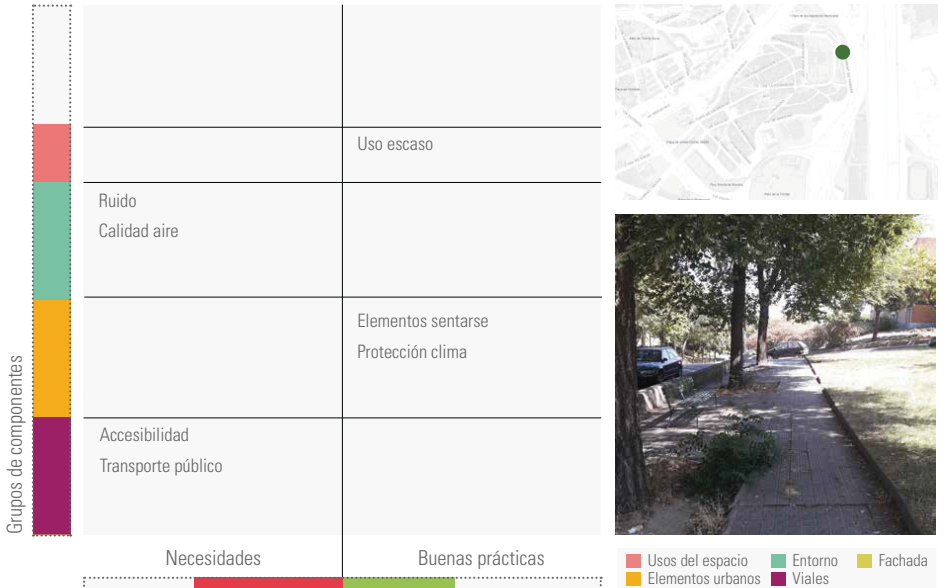 Grupos de componentes
Uso escaso
Ruido
Calidad aire
Elementos sentarse
Protección clima
Accesibilidad
Transporte público
Necesidades
Buenas prácticas
Usos del espacio
Entorno
Fachada
Elementos urbanos
Viales